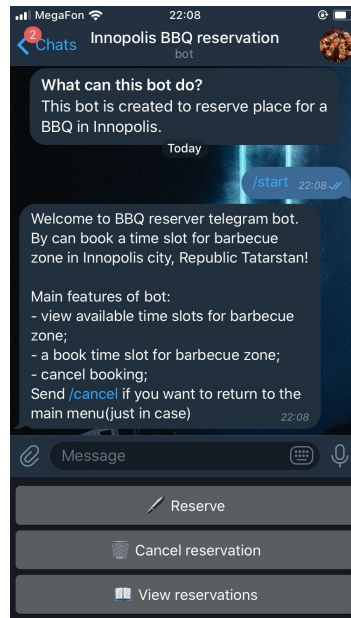 MegaFon 22:08
2
Chats Innopolis BBQ reservation
bot
What can this bot do?
This bot is created to reserve place for a
BBQ in Innopolis.
Today
/start 22:08
Welcome to BBQ reserver telegram bot.
By can book a time slot for barbecue
zone in Innopolis city, Republic Tatarstan!
Main features of bot:
- view available time slots for barbecue
zone;
- a book time slot for barbecue zone;
- cancel booking;
Send /cancel if you want to return to the
main menu(just in case) 22:08
Message
Reserve
Cancel reservation
View reservations